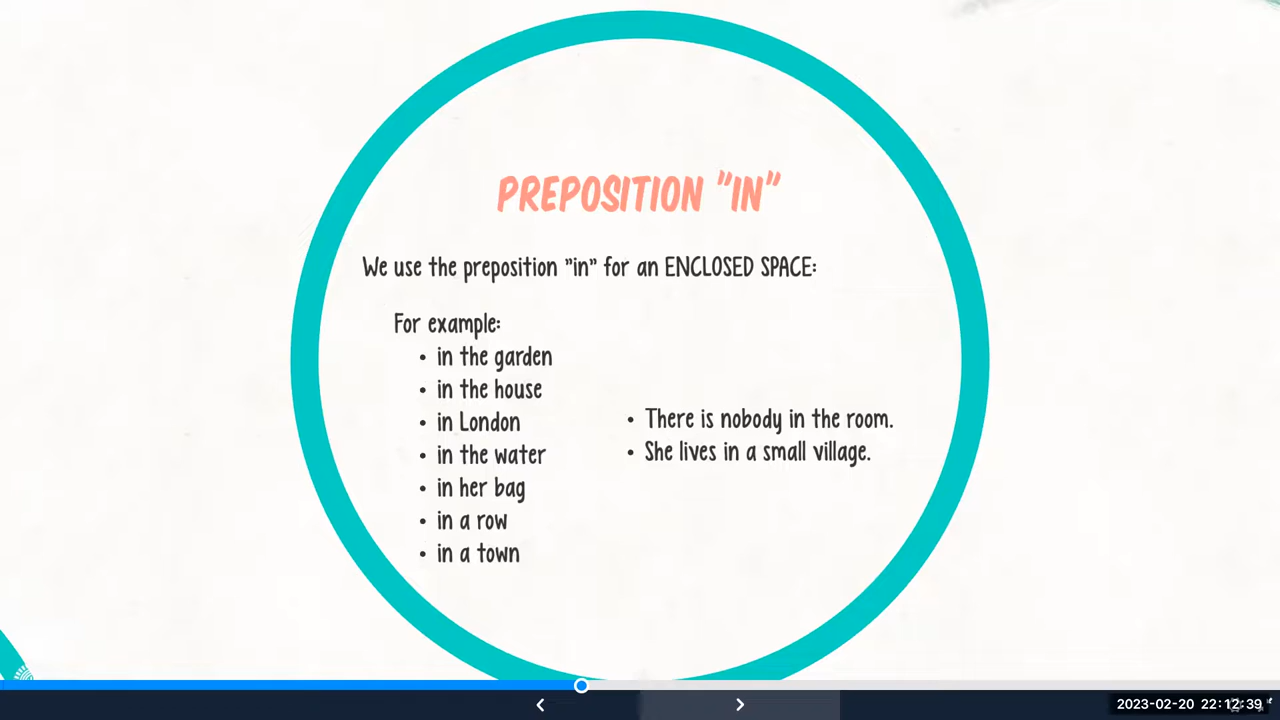 PREPOSITION "IN"
We use the preposition "in" for an ENCLOSED SPACE:
For example:
• in the garden
• in the house
• in London
• in the water
• in her bag
• in a row
• in a town
• There is nobody in the room.
• She lives in a small village.
2023-02-20 22:12:39